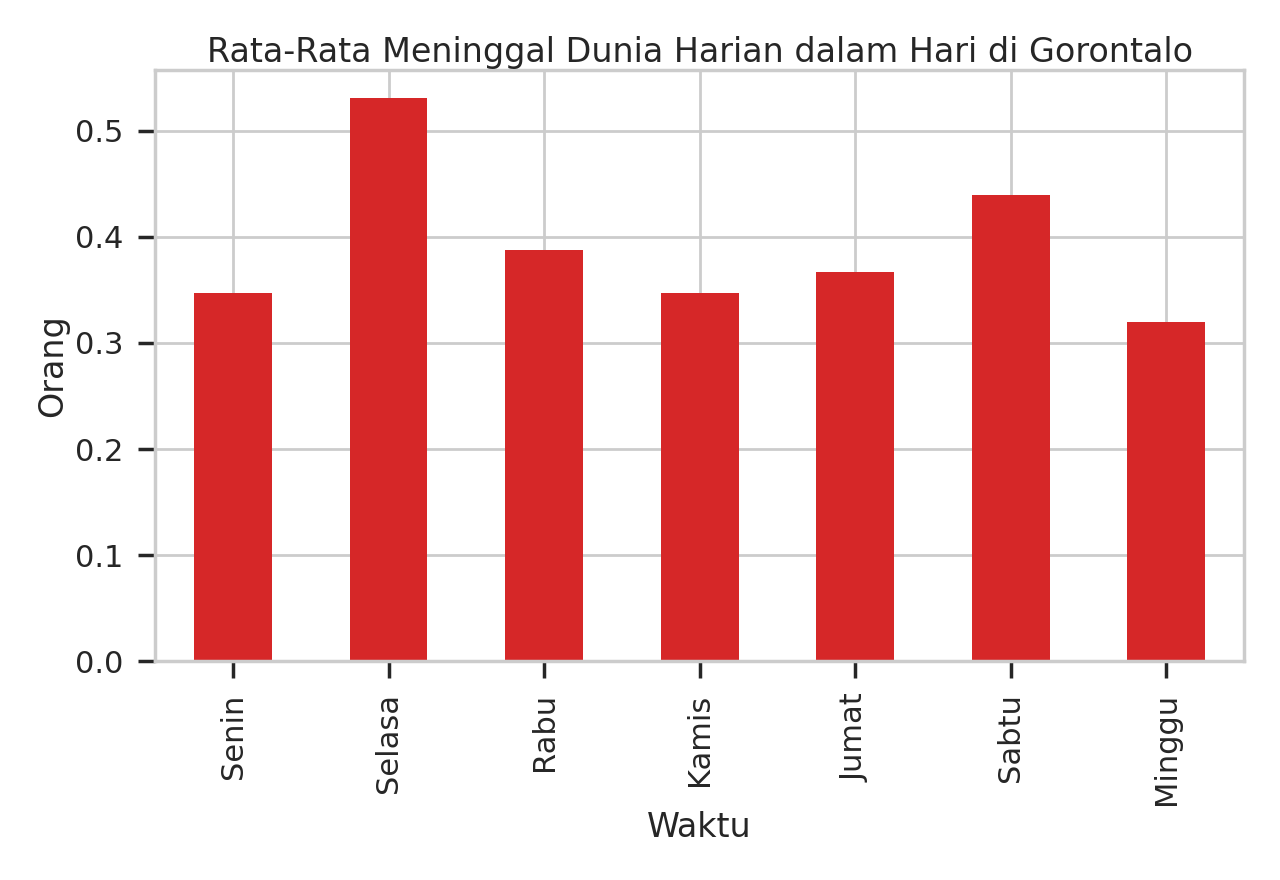 Rata-Rata Meninggal Dunia Harian dalam Hari di Gorontalo
Orang
0.5
0.4
0.3
0.2
0.1
0.0
Senin
Selasa
Rabu
Kamis
Jumat
Sabtu
Minggu
Waktu